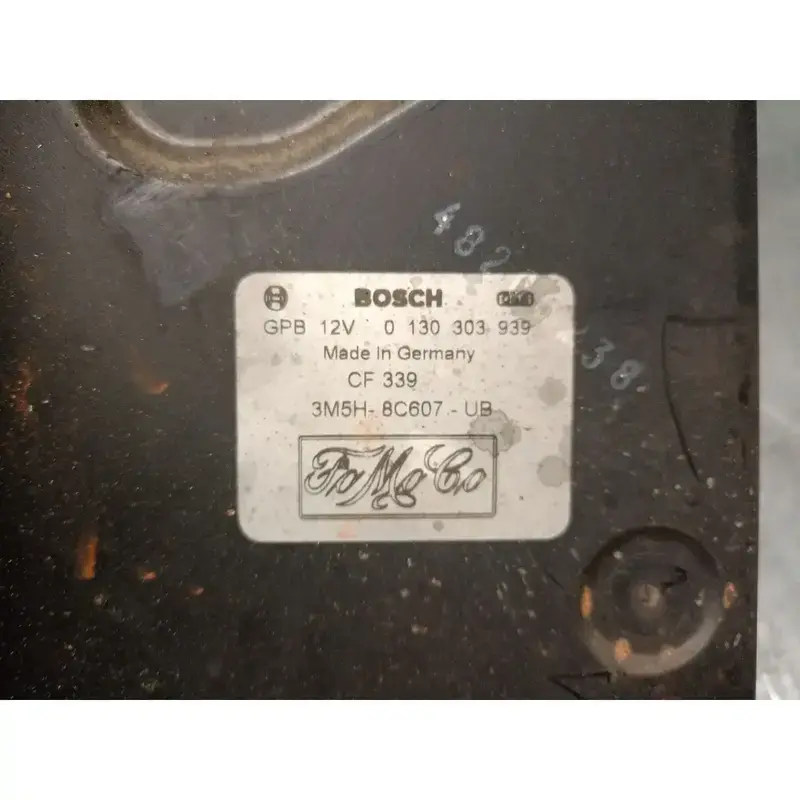 BOSCH
GPB 12V 0 130 303 939
Made In Germany
CF 339
3M5H- 8C607 - UB
FoMoCo